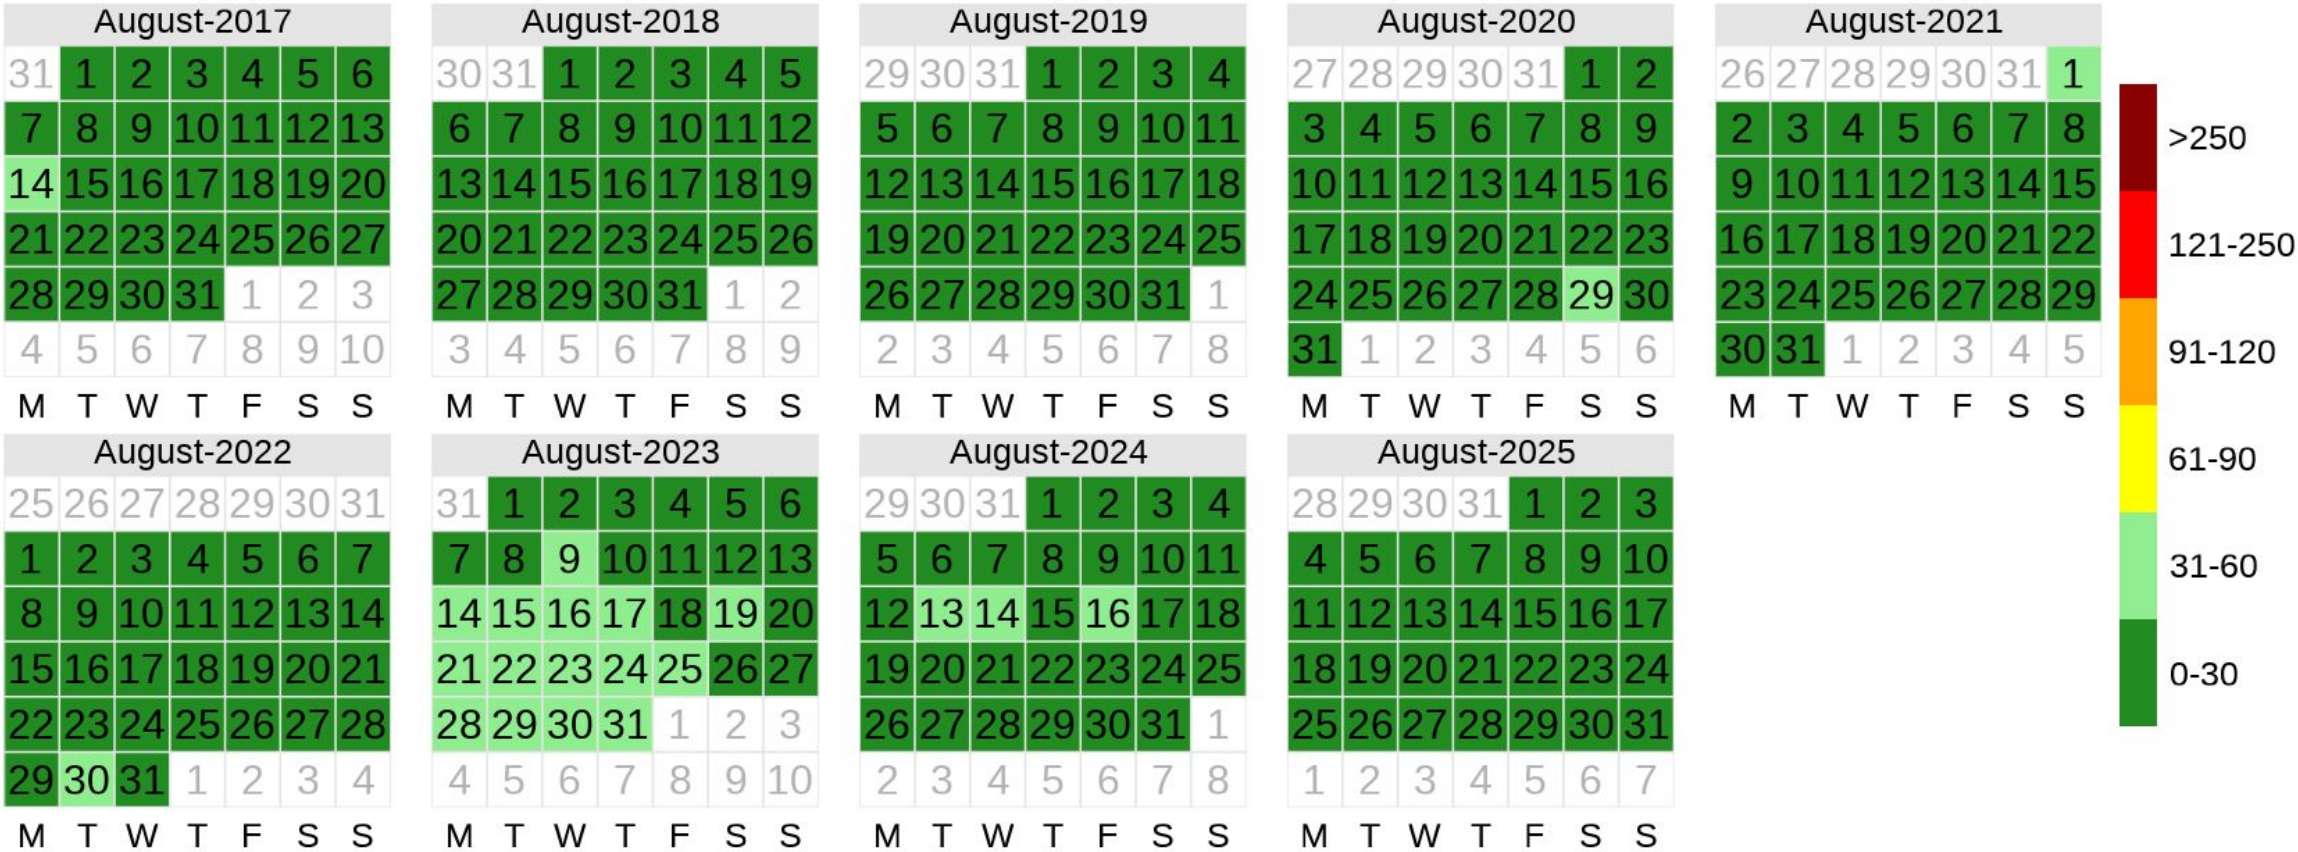 August-2017 August-2018 August-2019 August-2020 August-2021
31 1 2 3 4 5 6 30 31 1 2 3 4 5 29 30 31 1 2 3 4 27 28 29 30 31 1 2 26 27 28 29 30 31 1
7 8 9 10 11 12 13 6 7 8 9 10 11 12 5 6 7 8 9 10 11 3 4 5 6 7 8 9 2 3 4 5 6 7 8
>250
14 15 16 17 18 19 20 13 14 15 16 17 18 19 12 13 14 15 16 17 18 10 11 12 13 14 15 16 9 10 11 12 13 14 15
21 22 23 24 25 26 27 20 21 22 23 24 25 26 19 20 21 22 23 24 25 17 18 19 20 21 22 23 16 17 18 19 20 21 22
121-250
28 29 30 31 1 2 3 27 28 29 30 31 1 2 26 27 28 29 30 31 1 24 25 26 27 28 29 30 23 24 25 26 27 28 29
4 5 6 7 8 9 10 3 4 5 6 7 8 9 2 3 4 5 6 7 8 31 1 2 3 4 5 6 30 31 1 2 3 4 5
91-120
M T W T F S S M T W T F S S M T W T F S S M T W T F S S M T W T F S S
August-2022 August-2023 August-2024 August-2025
61-90
25 26 27 28 29 30 31 31 1 2 3 4 5 6 29 30 31 1 2 3 4 28 29 30 31 1 2 3
1 2 3 4 5 6 7 7 8 9 10 11 12 13 5 6 7 8 9 10 11 4 5 6 7 8 9 10
31-60
8 9 10 11 12 13 14 14 15 16 17 18 19 20 12 13 14 15 16 17 18 11 12 13 14 15 16 17
15 16 17 18 19 20 21 21 22 23 24 25 26 27 19 20 21 22 23 24 25 18 19 20 21 22 23 24
0-30
22 23 24 25 26 27 28 28 29 30 31 1 2 3 26 27 28 29 30 31 1 25 26 27 28 29 30 31
29 30 31 1 2 3 4 4 5 6 7 8 9 10 2 3 4 5 6 7 8 1 2 3 4 5 6 7
M T W T F S S M T W T F S S M T W T F S S M T W T F S S